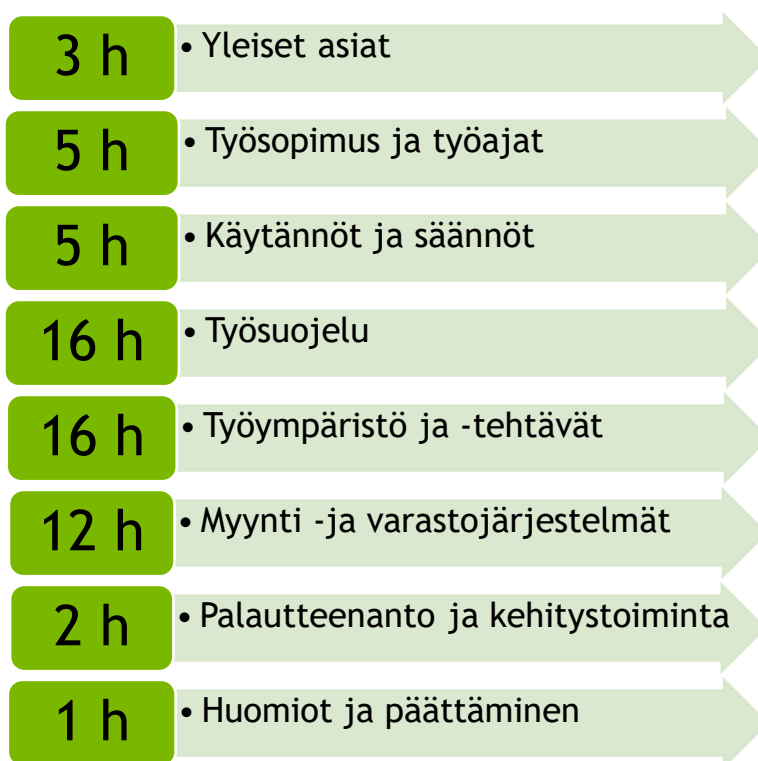 3 h • Yleiset asiat
5 h • Työsopimus ja työajat
5 h • Käytännöt ja säännöt
16 h • Työsuojelu
16 h • Työympäristö ja -tehtävät
12 h • Myynti -ja varastojärjestelmät
2 h • Palautteenanto ja kehitystoiminta
1 h • Huomiot ja päättäminen